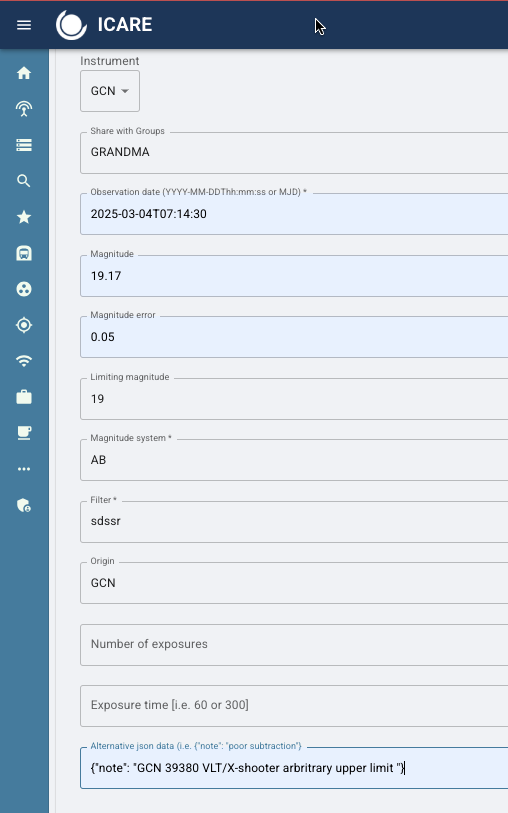 ICARE
Instrument
GCN
Share with Groups
GRANDMA
Observation date (YYYY-MM-DDThh:mm:ss or MJD) *
2025-03-04T07:14:30
Magnitude
19.17
Magnitude error
0.05
Limiting magnitude
19
Magnitude system *
AB
Filter *
sdssr
Origin
GCN
Number of exposures
Exposure time [i.e. 60 or 300]
Alternative json data (i.e. {"note": "poor subtraction"}
{"note": "GCN 39380 VLT/X-shooter arbritrary upper limit "}